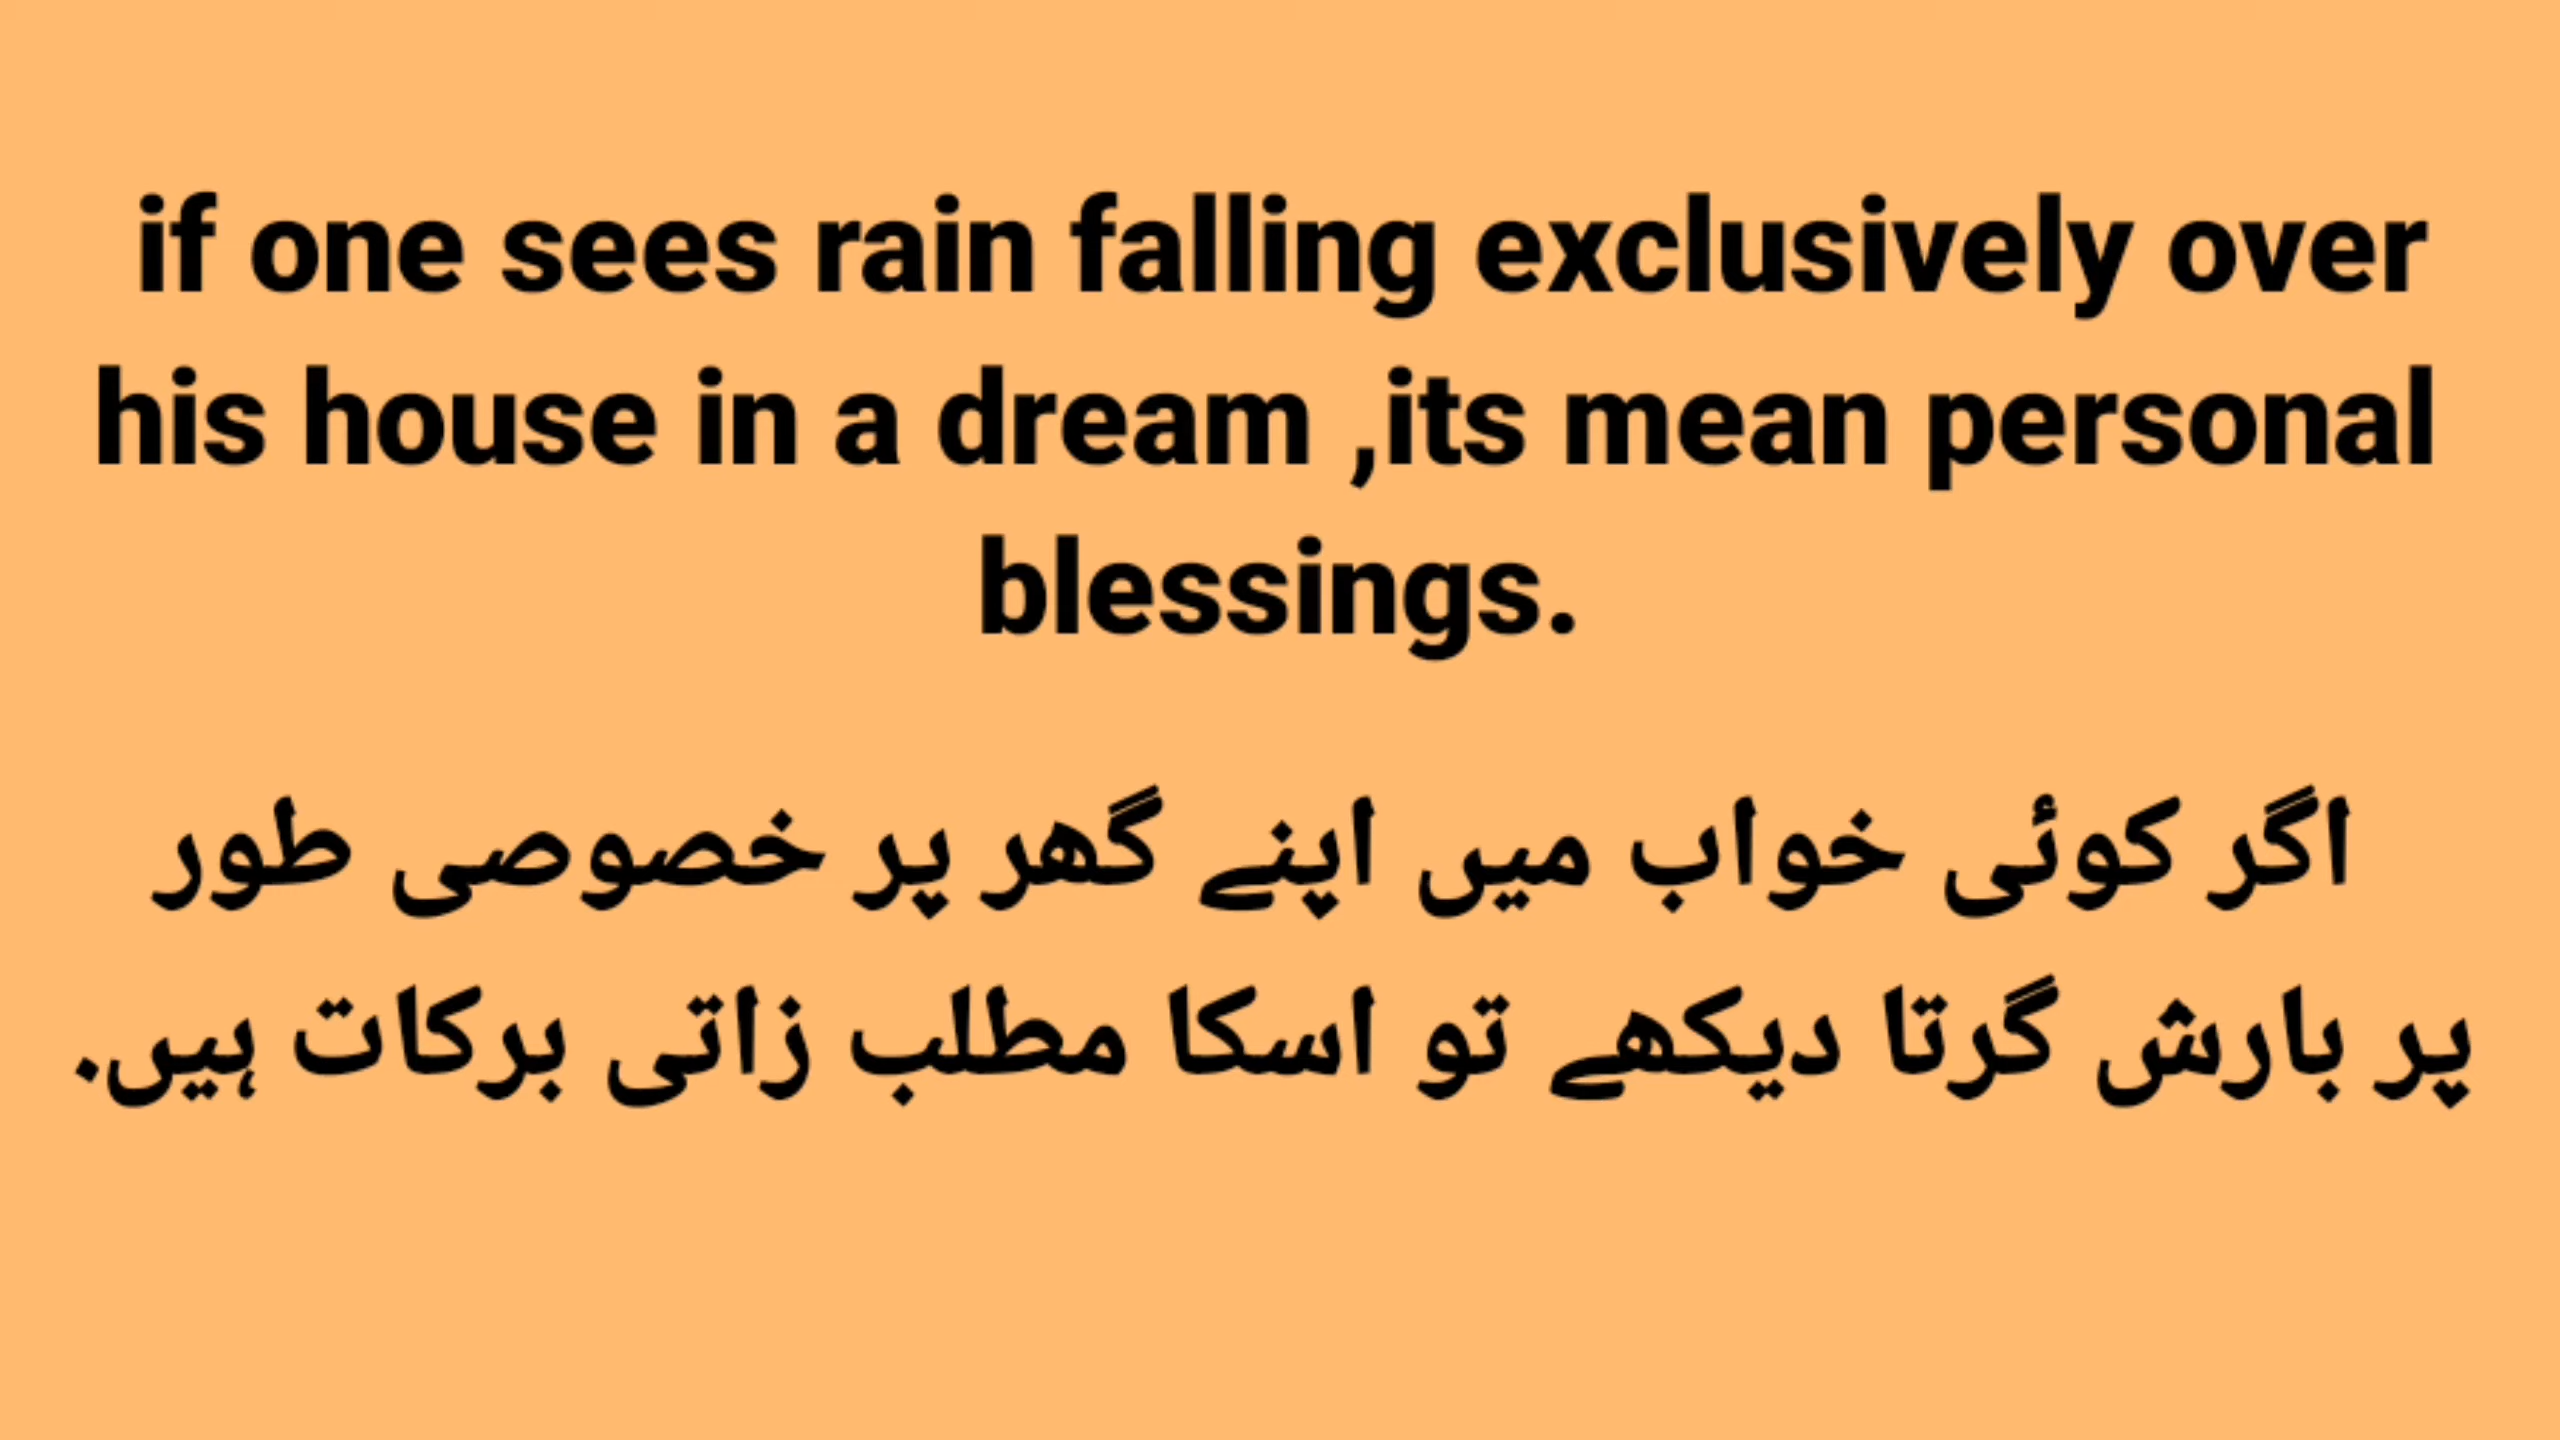 if one sees rain falling exclusively over
his house in a dream ,its mean personal
blessings.
اگر کوئی خواب میں اپنے گھر پر خصوصی طور
پر بارش گرتا دیکھے تو اسکا مطلب زاتی برکات ہیں.